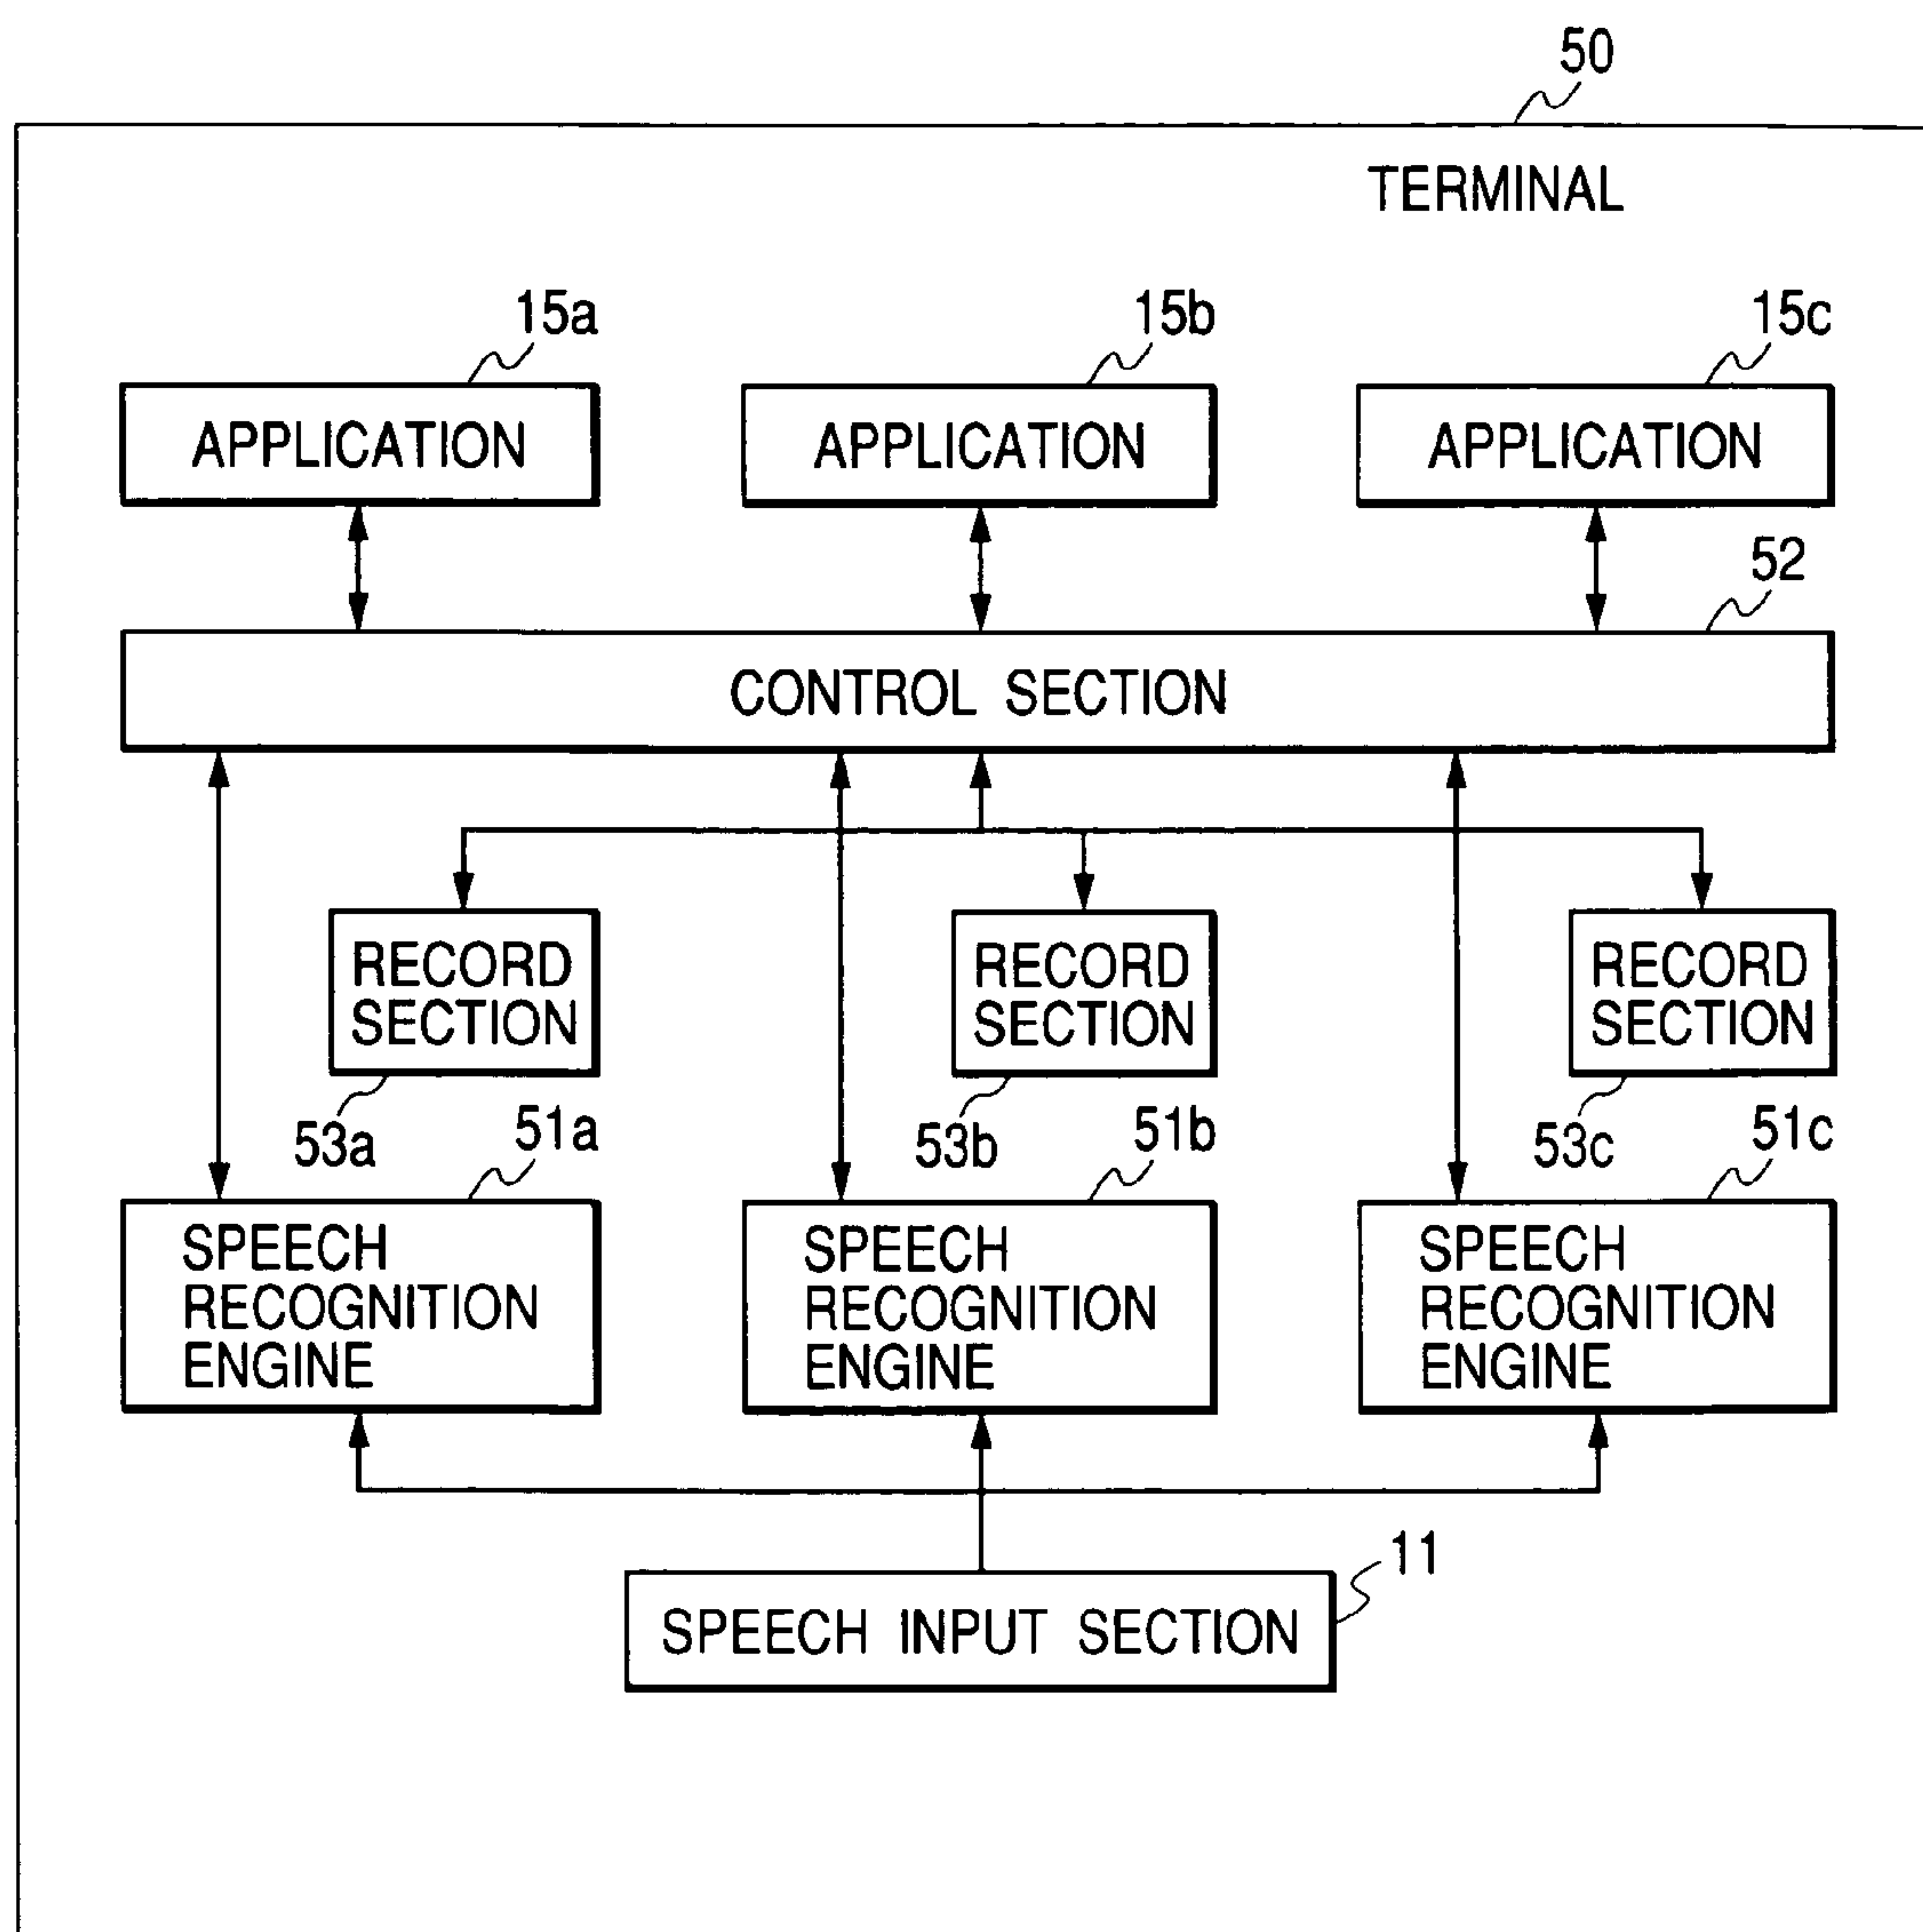 50
TERMINAL
15a
15b
15c
APPLICATION
APPLICATION
APPLICATION
52
CONTROL SECTION
RECORD
SECTION
RECORD
SECTION
RECORD
SECTION
53a
51a
53b
51b
53c
51c
SPEECH
RECOGNITION
ENGINE
SPEECH
RECOGNITION
ENGINE
SPEECH
RECOGNITION
ENGINE
11
SPEECH INPUT SECTION